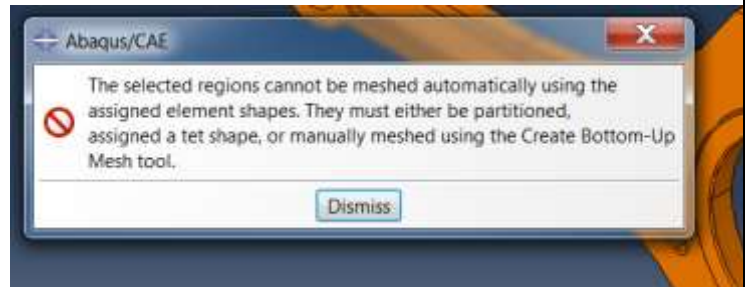 Abaqus/CAE
The selected regions cannot be meshed automatically using the
assigned element shapes. They must either be partitioned,
assigned a tet shape, or manually meshed using the Create Bottom-Up
Mesh tool.
Dismiss